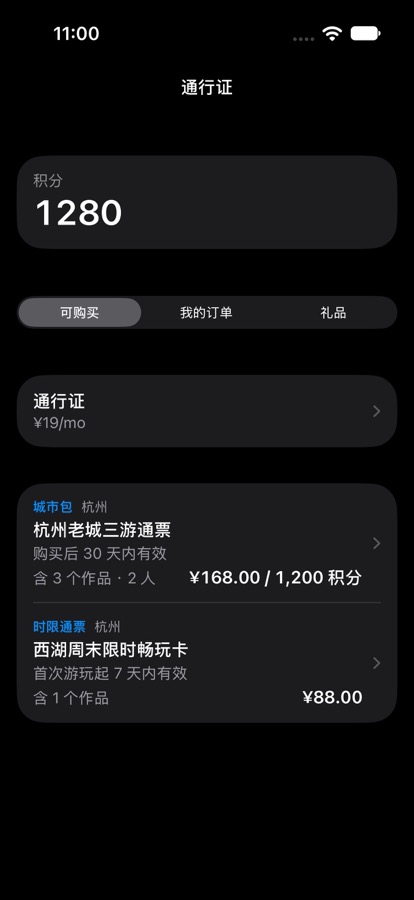 11:00
通行证
积分
1280
可购买 我的订单 礼品
通行证
¥19/mo
城市包 杭州
杭州老城三游通票
购买后 30 天内有效
含 3 个作品 · 2 人 ¥168.00 / 1,200 积分
时限通票 杭州
西湖周末限时畅玩卡
首次游玩起 7 天内有效
含 1 个作品 ¥88.00